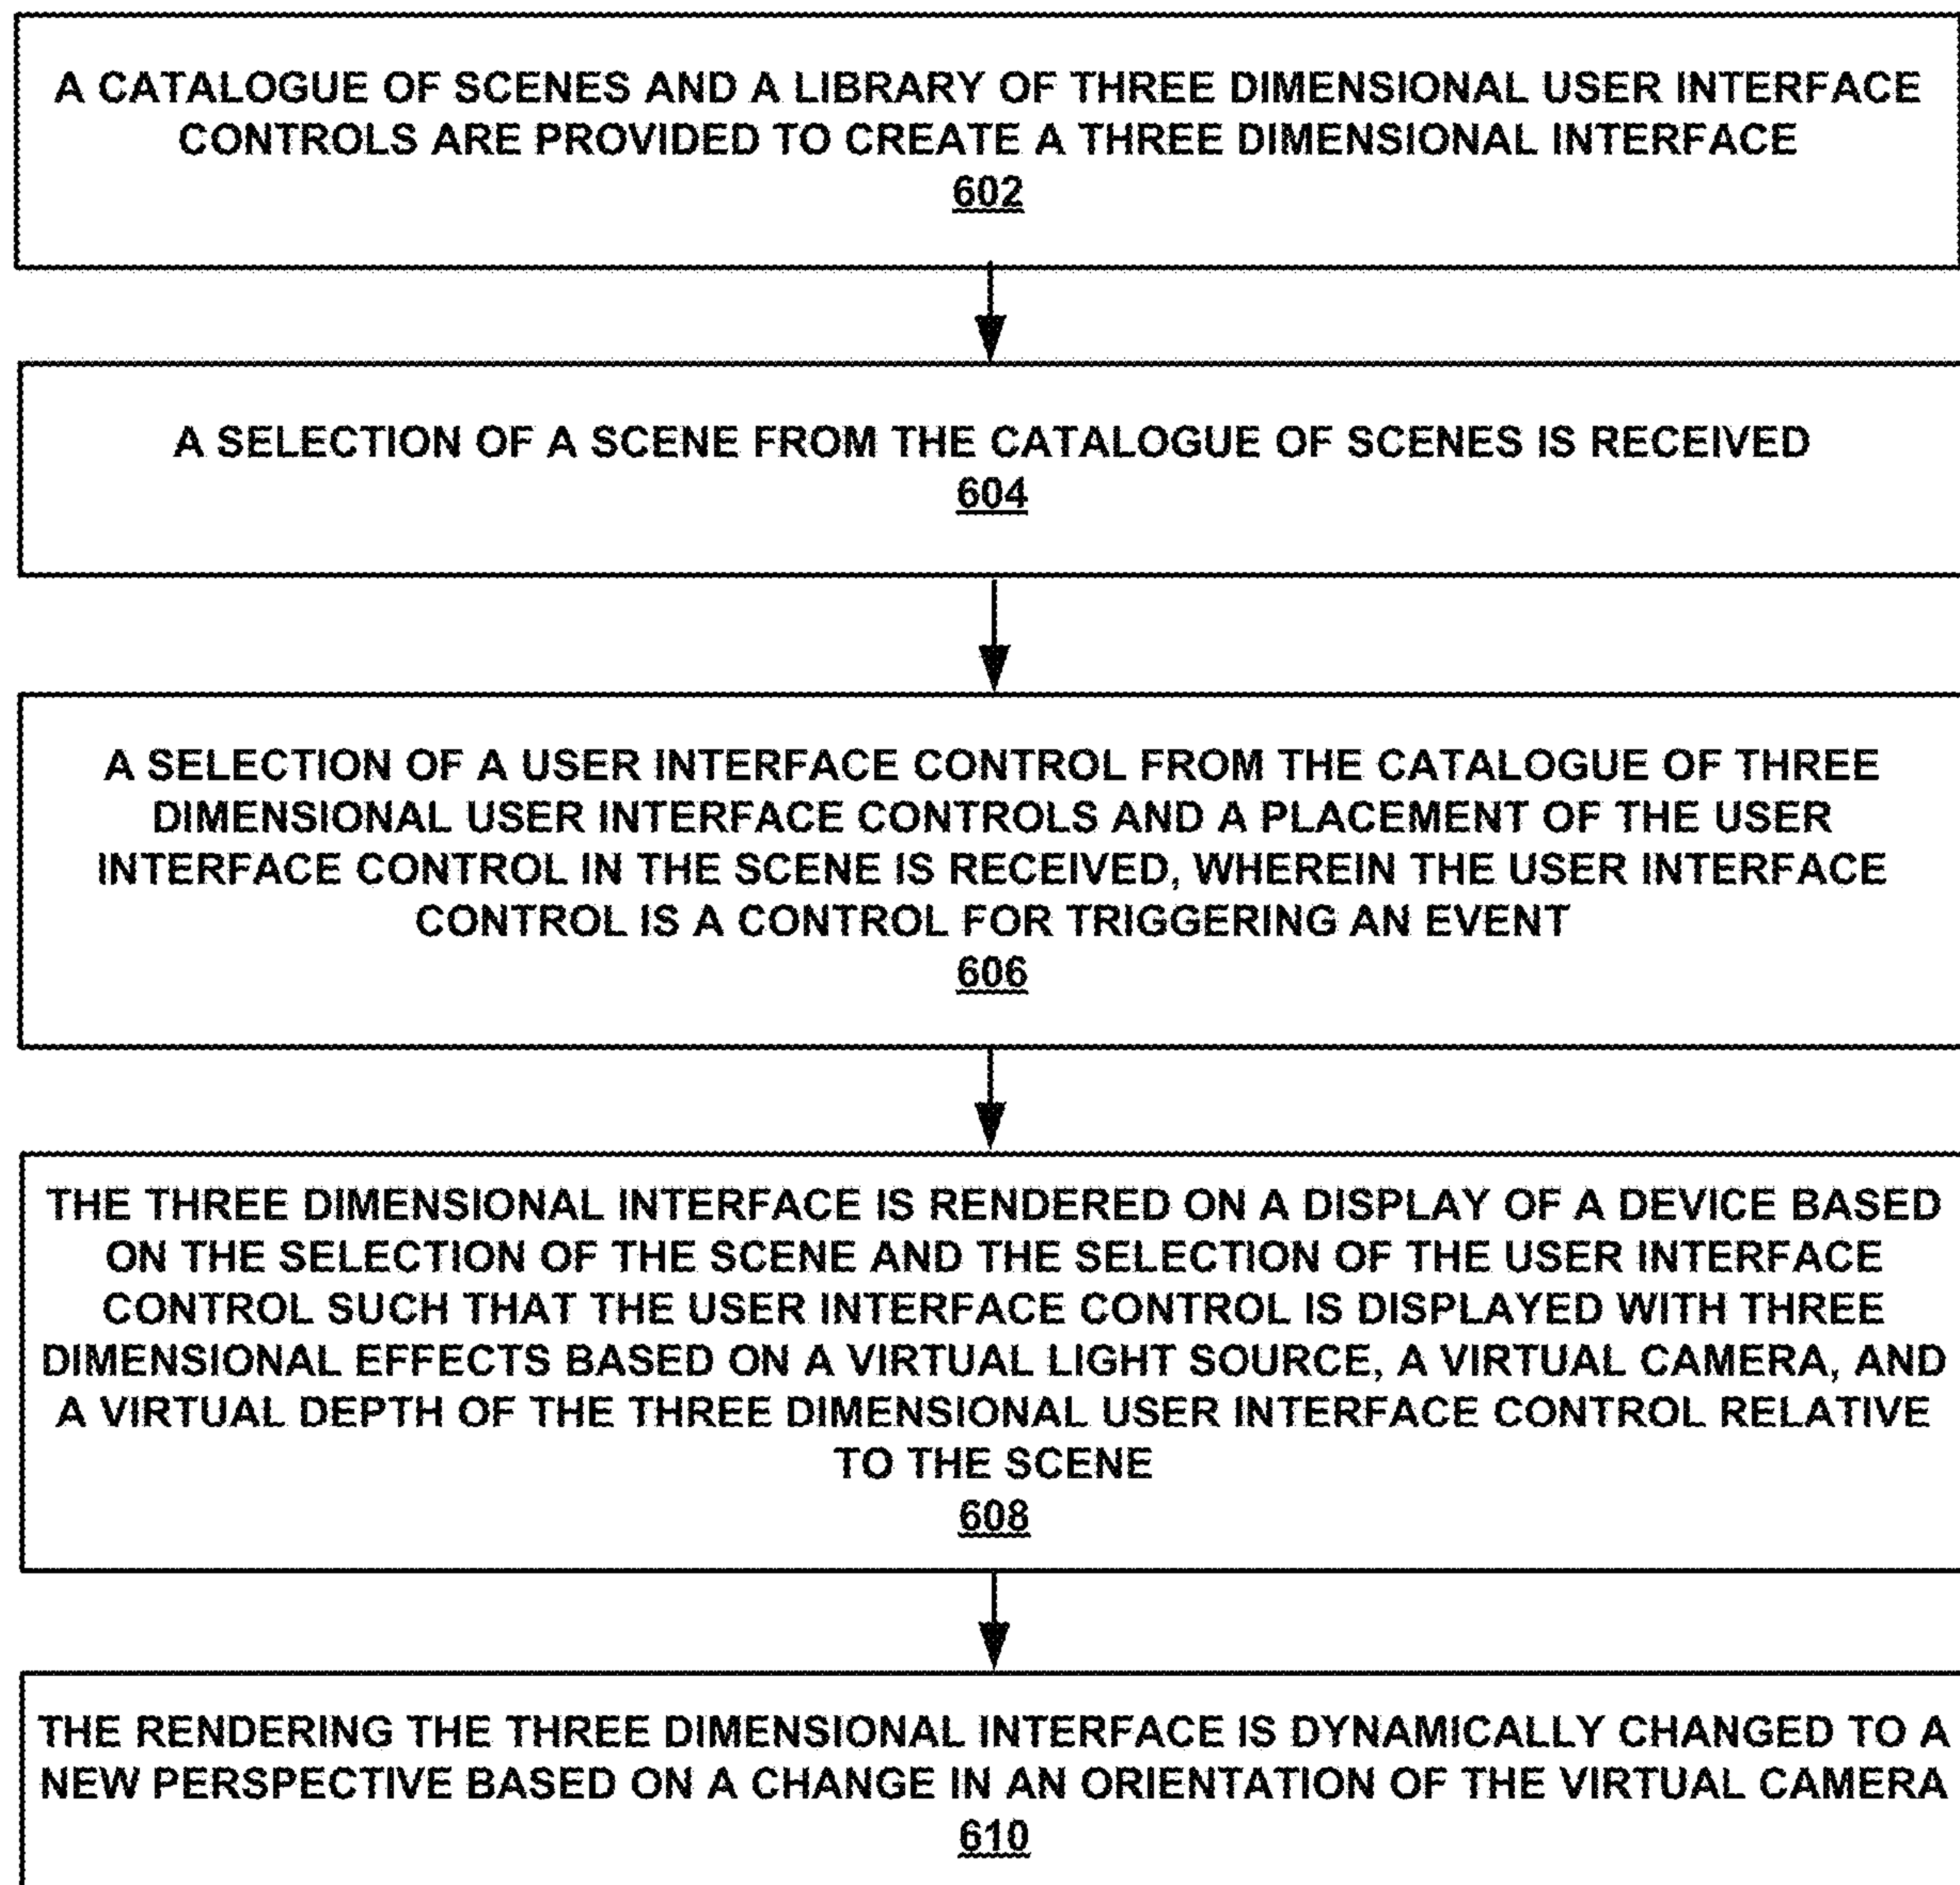 A CATALOGUE OF SCENES AND A LIBRARY OF THREE DIMENSIONAL USER INTERFACE
CONTROLS ARE PROVIDED TO CREATE A THREE DIMENSIONAL INTERFACE
602
A SELECTION OF A SCENE FROM THE CATALOGUE OF SCENES IS RECEIVED
604
A SELECTION OF A USER INTERFACE CONTROL FROM THE CATALOGUE OF THREE
DIMENSIONAL USER INTERFACE CONTROLS AND A PLACEMENT OF THE USER
INTERFACE CONTROL IN THE SCENE IS RECEIVED, WHEREIN THE USER INTERFACE
CONTROL IS A CONTROL FOR TRIGGERING AN EVENT
606
THE THREE DIMENSIONAL INTERFACE IS RENDERED ON A DISPLAY OF A DEVICE BASED
ON THE SELECTION OF THE SCENE AND THE SELECTION OF THE USER INTERFACE
CONTROL SUCH THAT THE USER INTERFACE CONTROL IS DISPLAYED WITH THREE
DIMENSIONAL EFFECTS BASED ON A VIRTUAL LIGHT SOURCE, A VIRTUAL CAMERA, AND
A VIRTUAL DEPTH OF THE THREE DIMENSIONAL USER INTERFACE CONTROL RELATIVE
TO THE SCENE
608
THE RENDERING THE THREE DIMENSIONAL INTERFACE IS DYNAMICALLY CHANGED TO A
NEW PERSPECTIVE BASED ON A CHANGE IN AN ORIENTATION OF THE VIRTUAL CAMERA
610